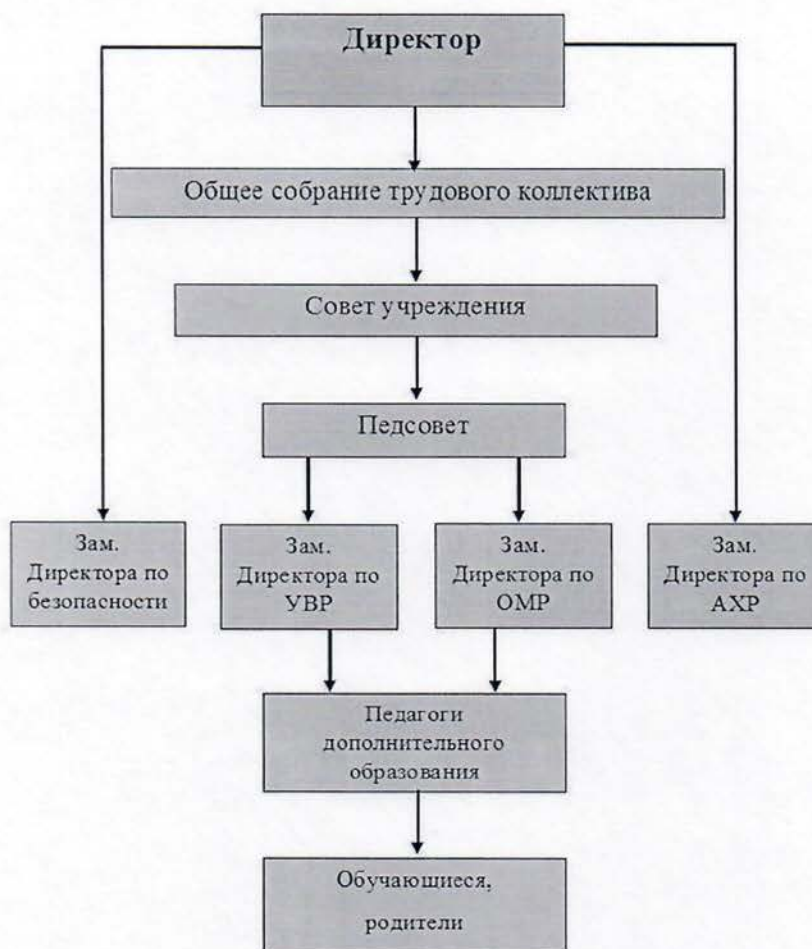 Директор
Общее собрание трудового коллектива
Совет учреждения
Педсовет
Зам.
Директора по
безопасности
Зам.
Директора по
УВР
Зам.
Директора по
ОМР
Зам.
Директора по
АХР
Педагоги
дополнительного
образования
Обучающиеся,
родители